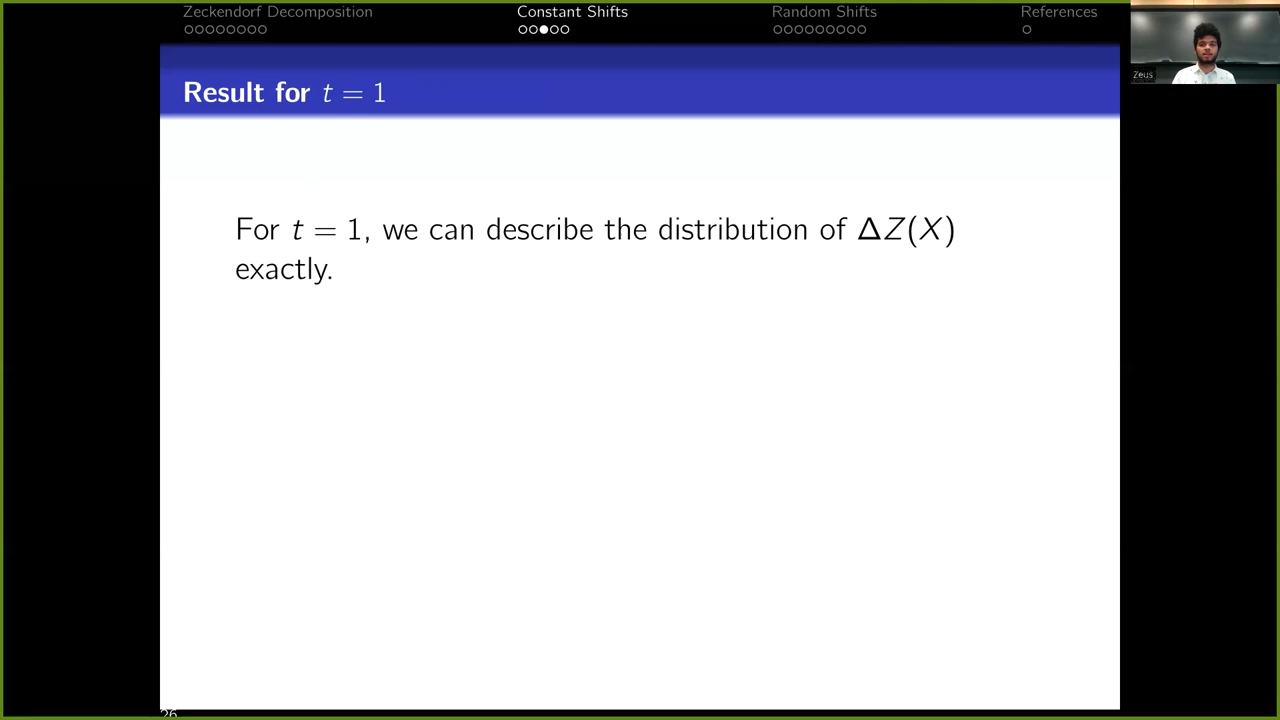 Zeckendorf Decomposition Constant Shifts Random Shifts References
Zeus
Result for t = 1
For t = 1, we can describe the distribution of ΔZ(X)
exactly.
26